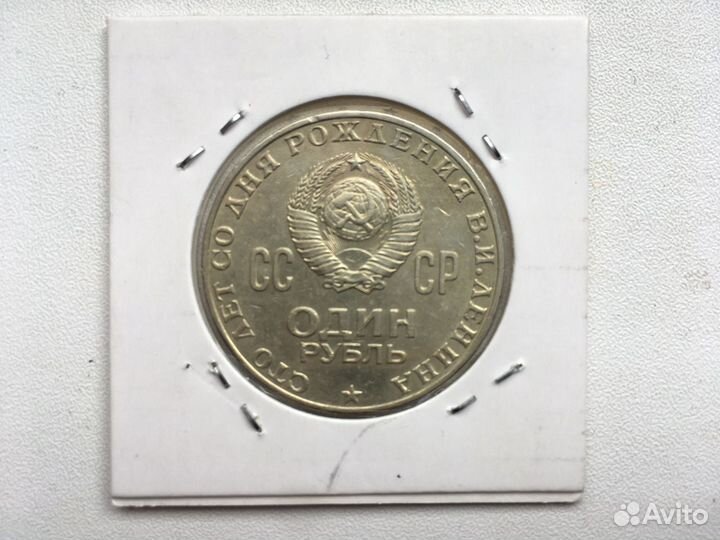 СТО ЛЕТ СО ДНЯ РОЖДЕНИЯ В.И.ЛЕНИНА
СС СР
ОДИН
РУБЛЬ
Avito